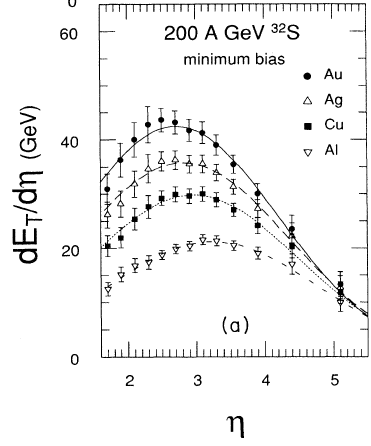 60
200 A GeV ³²S
minimum bias
Au
Ag
Cu
Al
40
20
0
dE_T/dη (GeV)
(a)
2 3 4 5
η